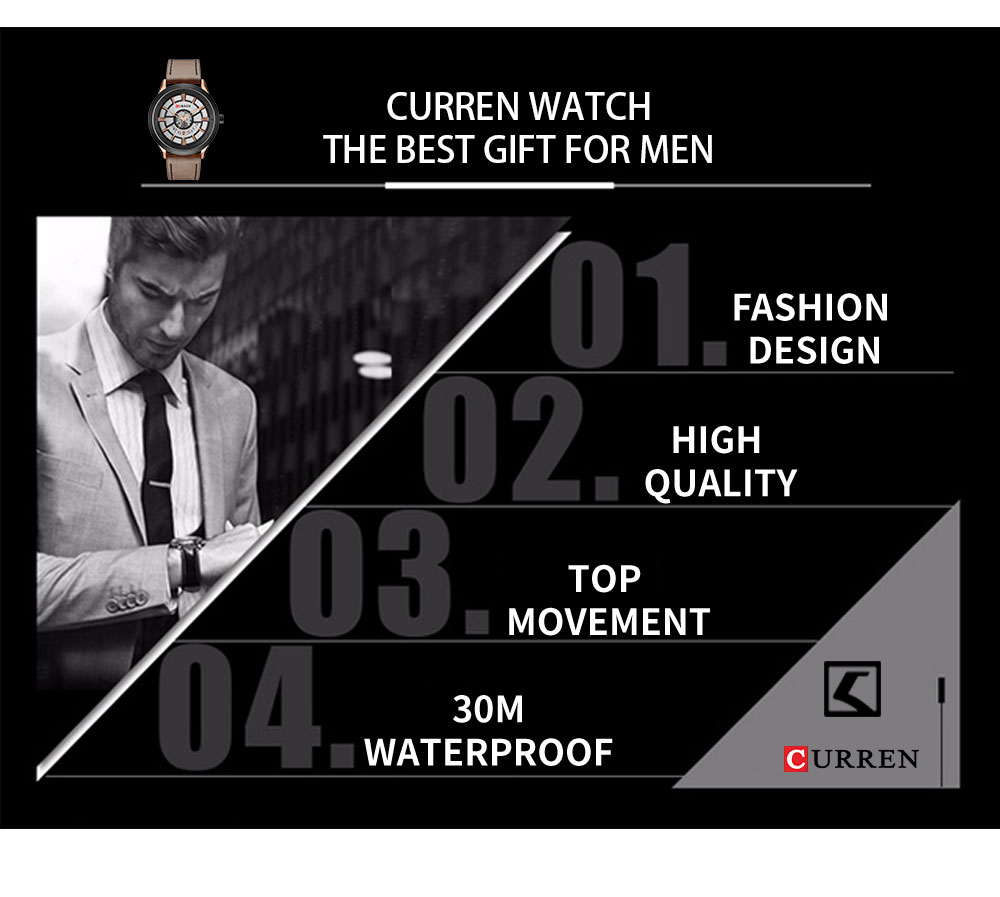 CURREN WATCH
THE BEST GIFT FOR MEN
CURREN
01.
FASHION
DESIGN
02.
HIGH
QUALITY
03.
TOP
MOVEMENT
04.
30M
WATERPROOF
CURREN